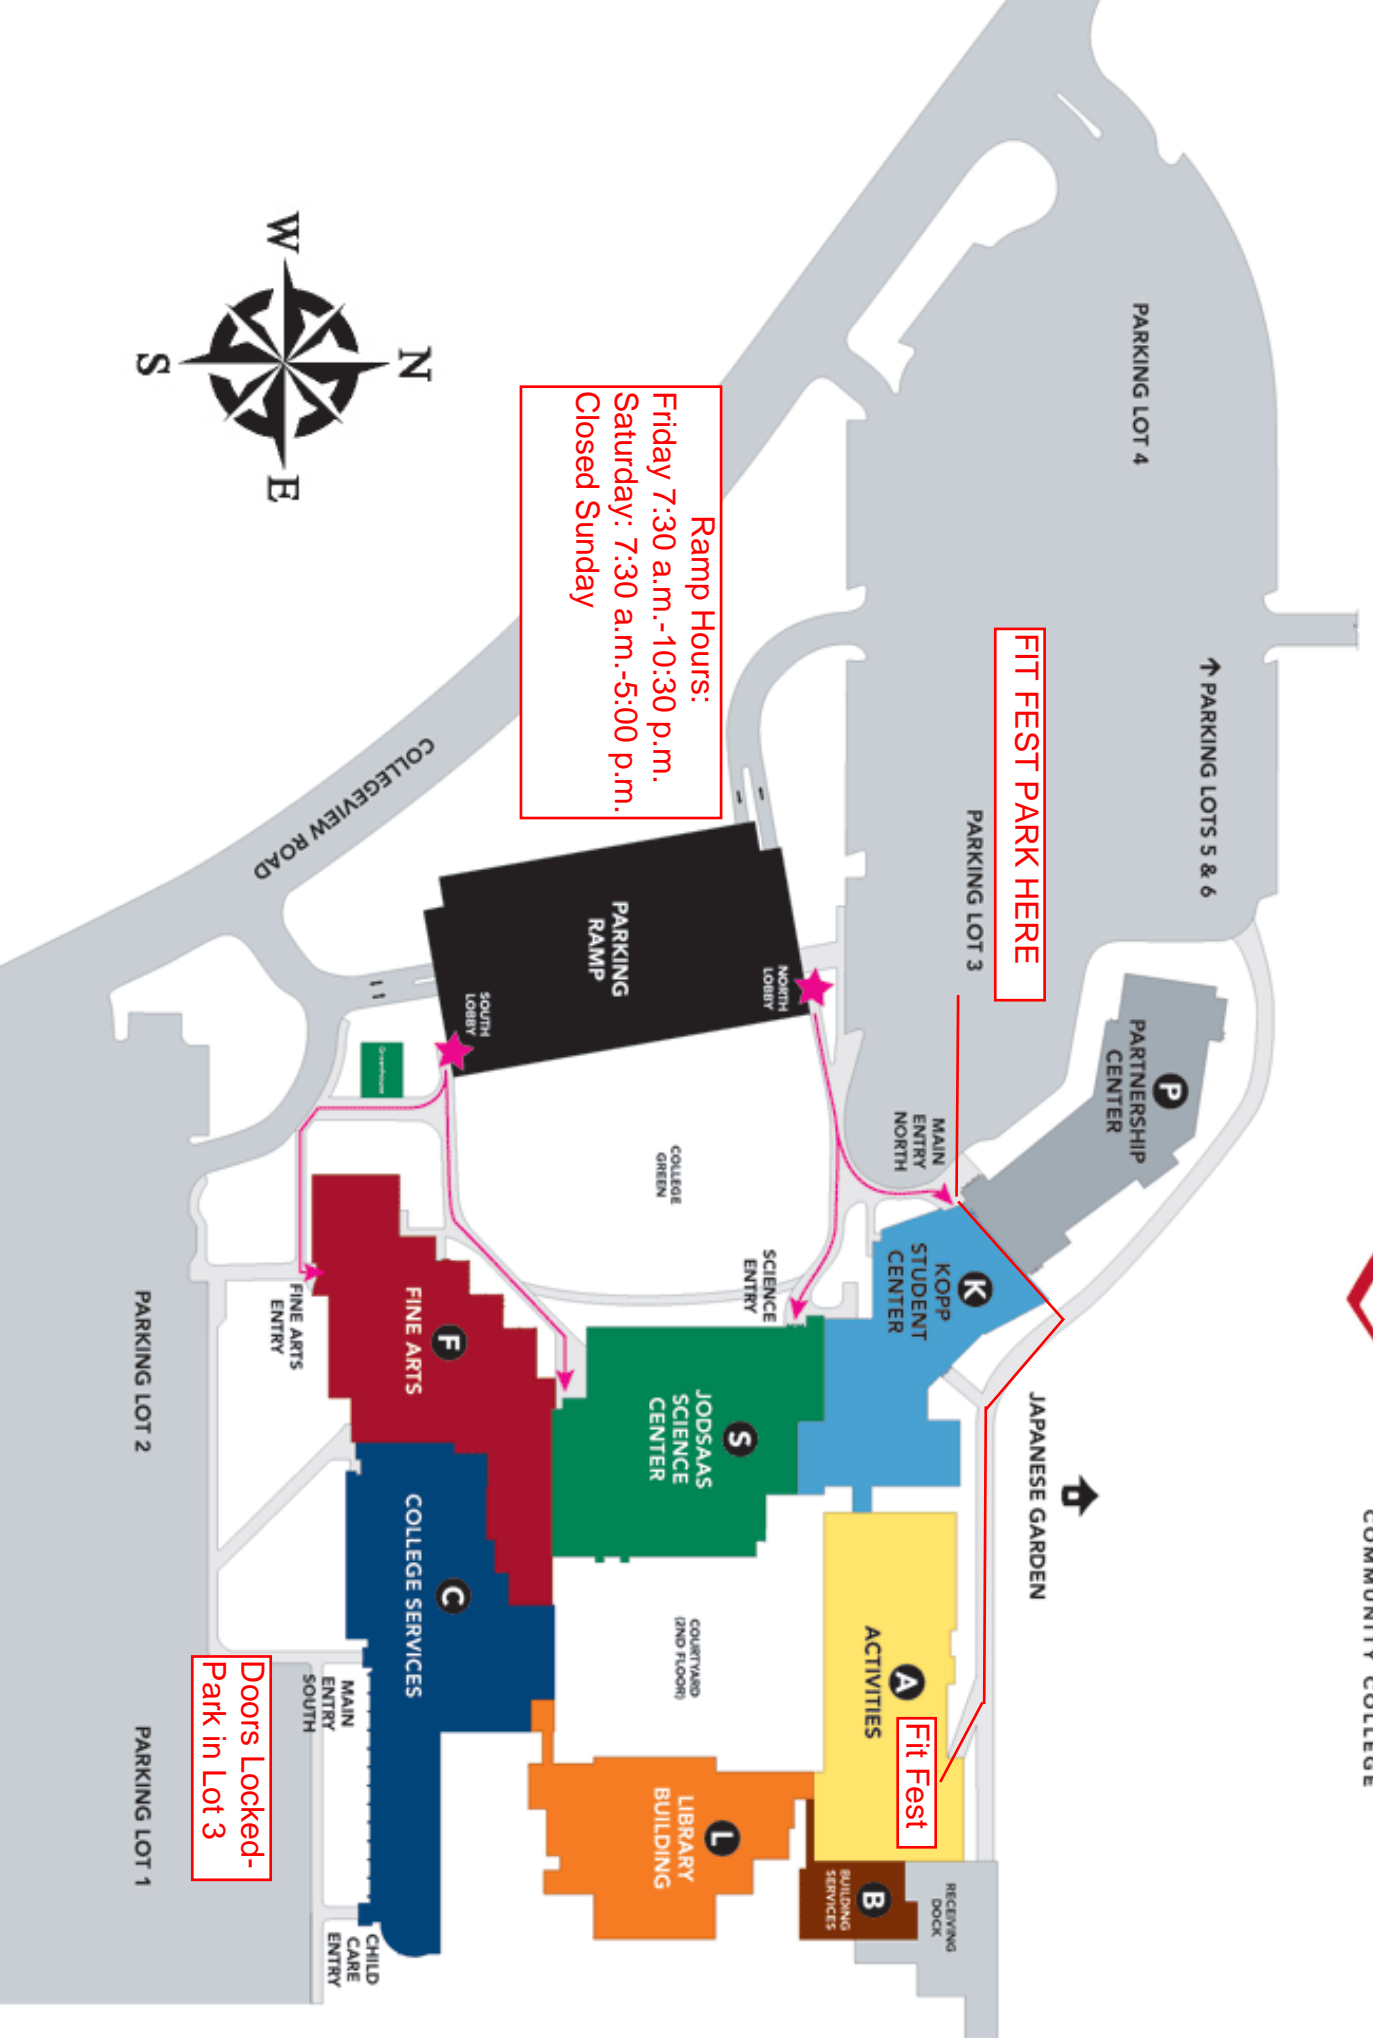 COMMUNITY COLLEGE
↑ PARKING LOTS 5 & 6
PARKING LOT 4
FIT FEST PARK HERE
PARKING LOT 3
P
PARTNERSHIP
CENTER
JAPANESE GARDEN
MAIN
ENTRY
NORTH
K
KOPP
STUDENT
CENTER
A
ACTIVITIES
Fit Fest
RECEIVING
DOCK
B
BUILDING
SERVICES
Ramp Hours:
Friday 7:30 a.m.-10:30 p.m.
Saturday: 7:30 a.m.-5:00 p.m.
Closed Sunday
NORTH
LOBBY
PARKING
RAMP
SOUTH
LOBBY
COLLEGE
GREEN
SCIENCE
ENTRY
S
JODSAAS
SCIENCE
CENTER
COURTYARD
(2ND FLOOR)
L
LIBRARY
BUILDING
COLLEGEVIEW ROAD
Greenhouse
F
FINE ARTS
FINE ARTS
ENTRY
C
COLLEGE SERVICES
MAIN
ENTRY
SOUTH
CHILD
CARE
ENTRY
N
W
E
S
Doors Locked-
Park in Lot 3
PARKING LOT 2
PARKING LOT 1